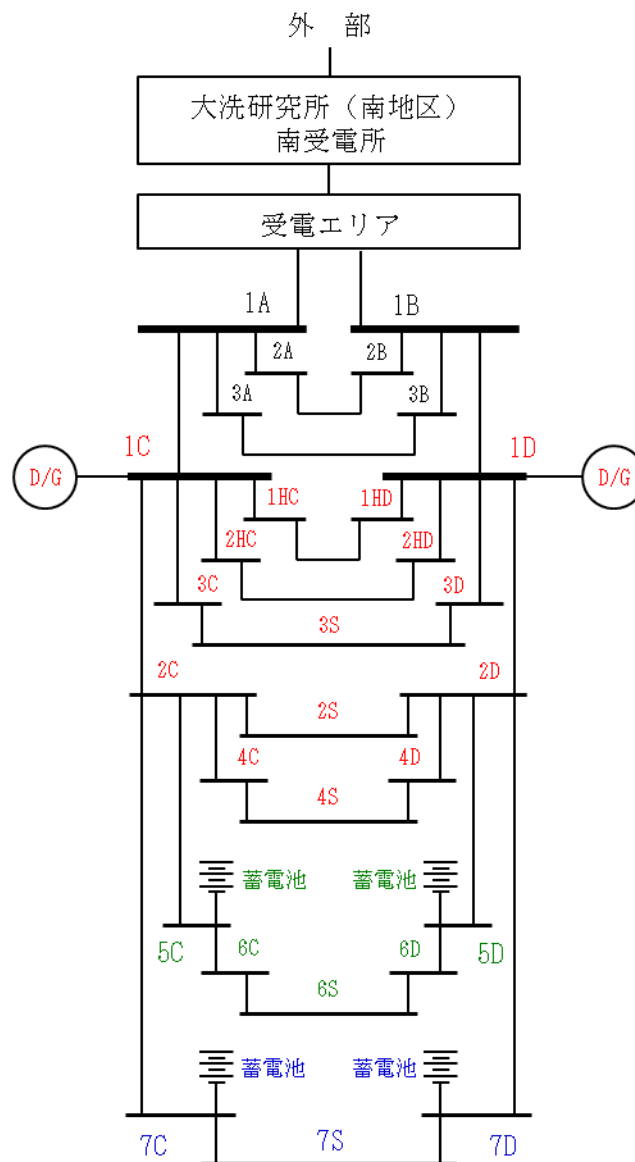 外 部
大洗研究所（南地区）
南受電所
受電エリア
1A 1B
2A 2B
3A 3B
1C 1D
D/G D/G
1HC 1HD
2HC 2HD
3C 3D
3S
2C 2D
2S
4C 4D
4S
蓄電池 蓄電池
5C 6C 6D 5D
6S
蓄電池 蓄電池
7C 7S 7D